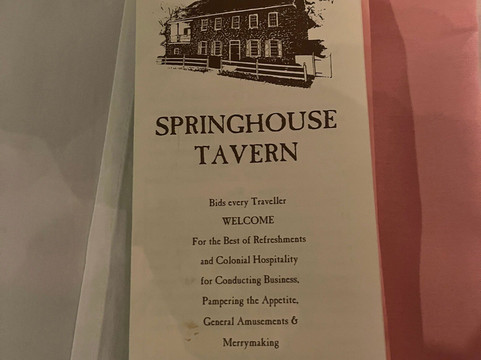 SPRINGHOUSE
TAVERN
Bids every Traveller
WELCOME
For the Best of Refreshments
and Colonial Hospitality
for Conducting Business,
Pampering the Appetite,
General Amusements &
Merrymaking